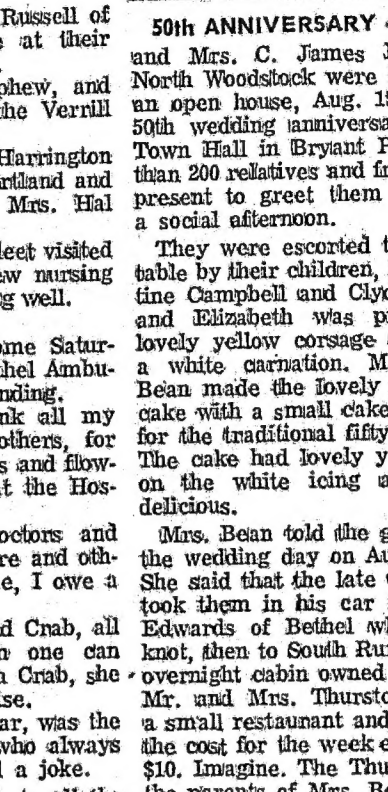 Russell of
at their
phew, and
the Verrill
Harrington
rtland and
Mrs. Hal
leet visited
ew nursing
g well.
ome Satur-
hel Ambu-
nding.
nk all my
others, for
s and flow-
t the Hos-
octors and
re and oth-
e, I owe a
d Cnab, all
n one can
n Cnab, she
se.
ar, was the
who always
l a joke.
50th ANNIVERSARY
and Mrs. C. James
North Woodstock were
an open house, Aug.
50th wedding anniversa
Town Hall in Bryant
than 200 relatives and
present to greet them
a social afternoon.
They were escorted
table by their children,
tine Campbell and Clyd
and Elizabeth was
lovely yellow corsage
a white carnation. M
Bean made the lovely
cake with a small cake
for the traditional fifty
The cake had lovely y
on the white icing
delicious.
Mrs. Bean told the g
the wedding day on Au
She said that the late
took them in his car
Edwards of Bethel
knot, then to South Ru
overnight cabin owned
Mr. and Mrs. Thursto
a small restaurant and
the cost for the week e
$10. Imagine. The Thu
the parents of Mrs.